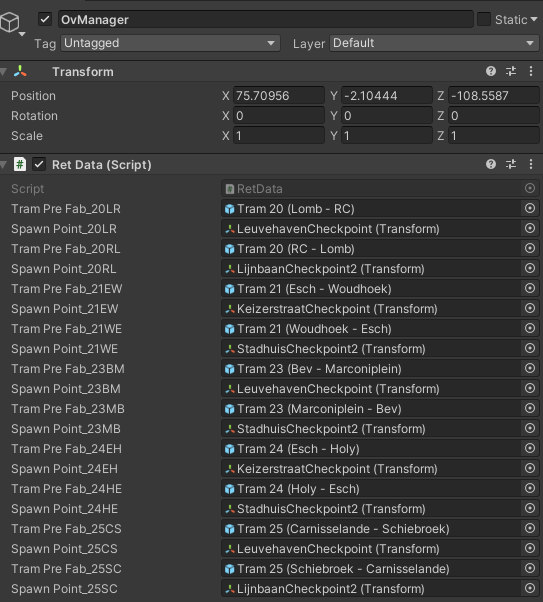 OvManager
Static
Tag Untagged Layer Default
Transform
Position X 75.70956 Y -2.10444 Z -108.5587
Rotation X 0 Y 0 Z 0
Scale X 1 Y 1 Z 1
# Ret Data (Script)
Script # RetData
Tram Pre Fab_20LR Tram 20 (Lomb - RC)
Spawn Point_20LR LeuvehavenCheckpoint (Transform)
Tram Pre Fab_20RL Tram 20 (RC - Lomb)
Spawn Point_20RL LijnbaanCheckpoint2 (Transform)
Tram Pre Fab_21EW Tram 21 (Esch - Woudhoek)
Spawn Point_21EW KeizerstraatCheckpoint (Transform)
Tram Pre Fab_21WE Tram 21 (Woudhoek - Esch)
Spawn Point_21WE StadhuisCheckpoint2 (Transform)
Tram Pre Fab_23BM Tram 23 (Bev - Marconiplein)
Spawn Point_23BM LeuvehavenCheckpoint (Transform)
Tram Pre Fab_23MB Tram 23 (Marconiplein - Bev)
Spawn Point_23MB StadhuisCheckpoint2 (Transform)
Tram Pre Fab_24EH Tram 24 (Esch - Holy)
Spawn Point_24EH KeizerstraatCheckpoint (Transform)
Tram Pre Fab_24HE Tram 24 (Holy - Esch)
Spawn Point_24HE StadhuisCheckpoint2 (Transform)
Tram Pre Fab_25CS Tram 25 (Carnisselande - Schiebroek)
Spawn Point_25CS LeuvehavenCheckpoint (Transform)
Tram Pre Fab_25SC Tram 25 (Schiebroek - Carnisselande)
Spawn Point_25SC LijnbaanCheckpoint2 (Transform)